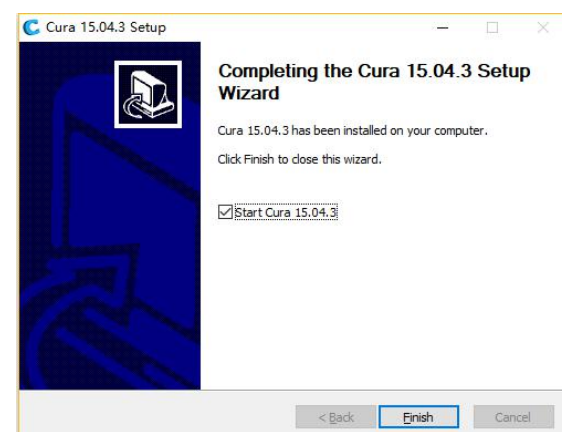 Cura 15.04.3 Setup
Completing the Cura 15.04.3 Setup
Wizard
Cura 15.04.3 has been installed on your computer.
Click Finish to close this wizard.
Start Cura 15.04.3
< Back Finish Cancel